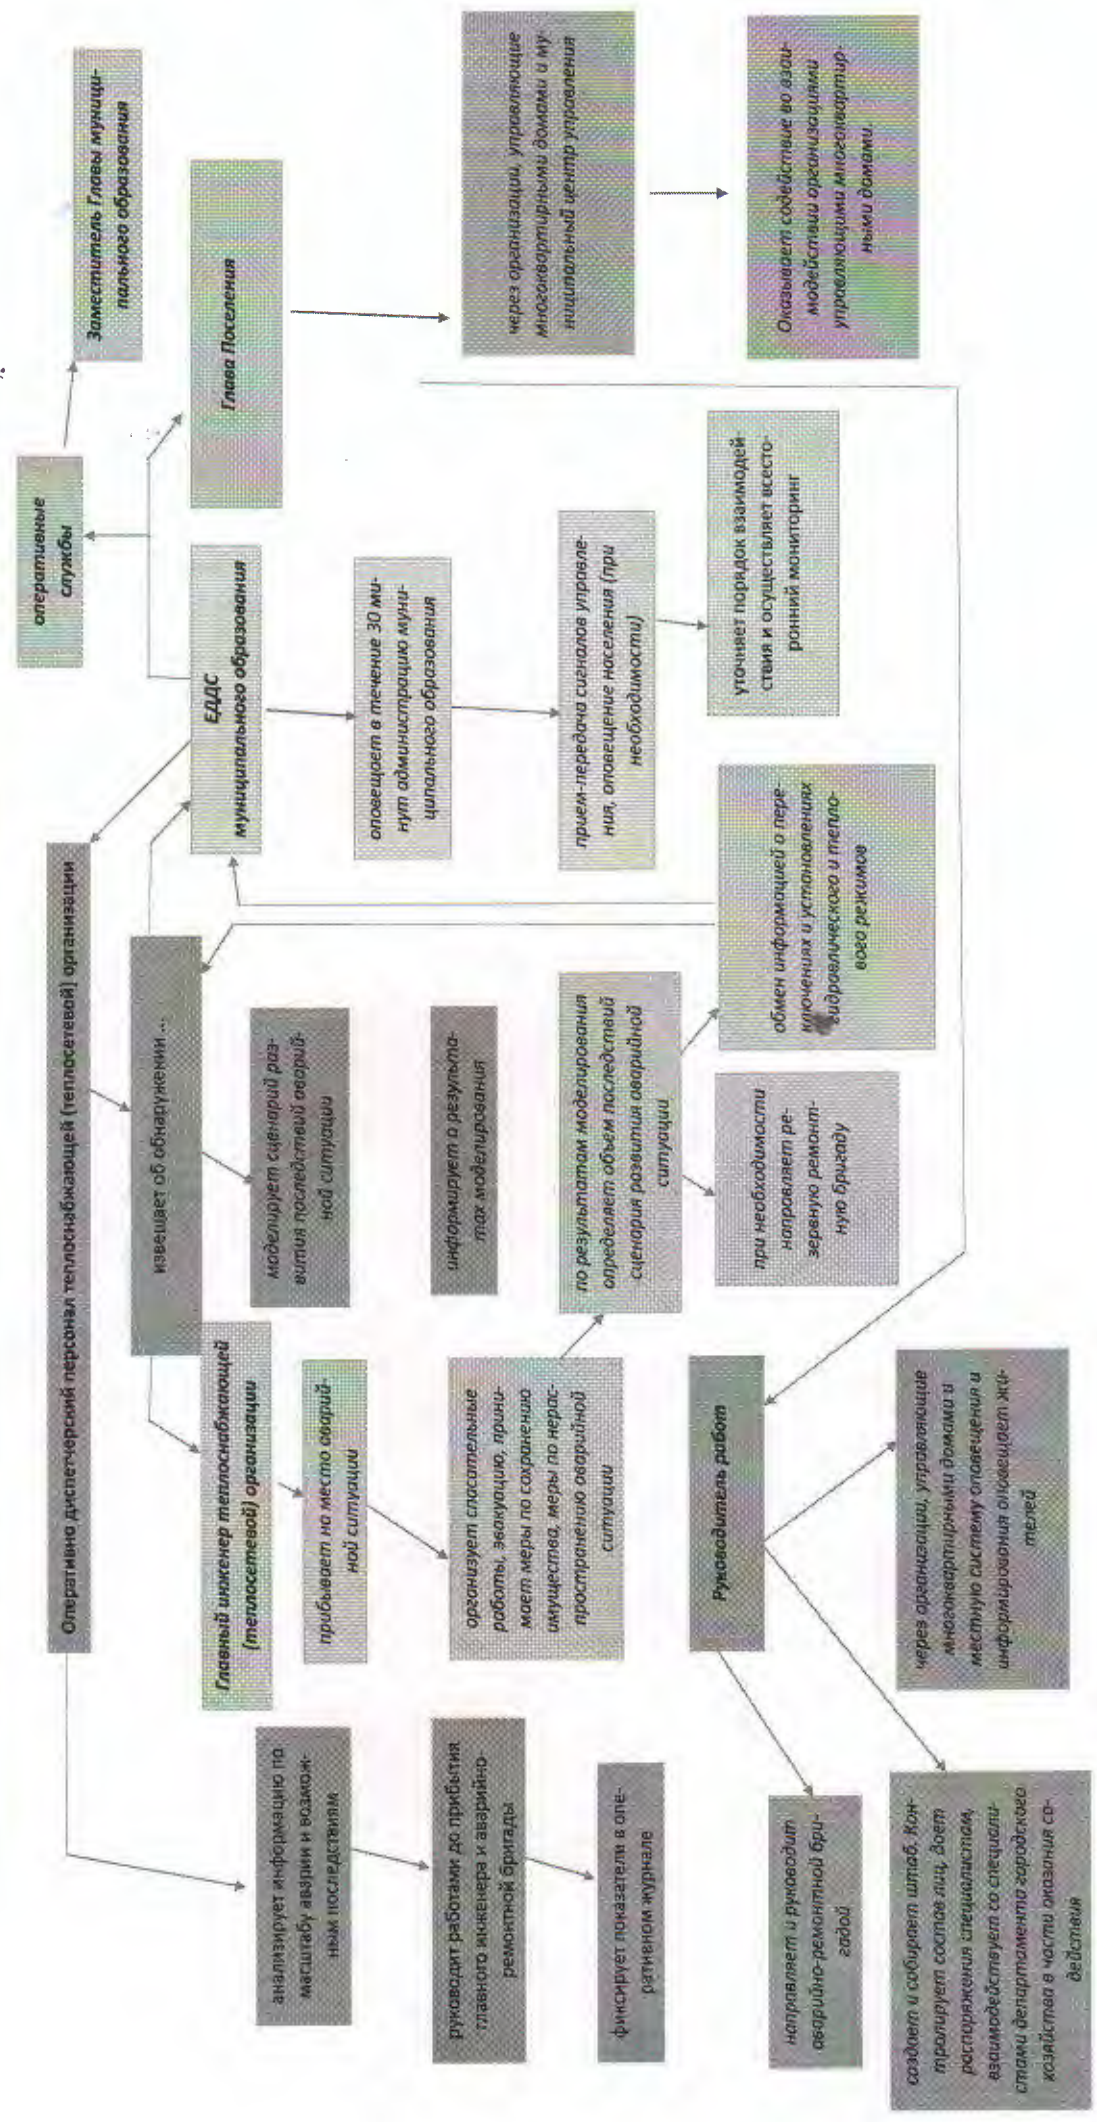 оперативные
службы
Заместитель Главы муници-
пального образования
Оперативно диспетчерский персонал теплоснабжающей (теплосетевой) организации
извещает об обнаружении ...
ЕДДС
муниципального образования
Глава Поселения
Главный инженер теплоснабжающей
(теплосетевой) организации
анализирует информацию по
масштабу аварии и возмож-
ным последствиям
прибывает на место аварий-
ной ситуации
моделирует сценарий раз-
вития последствий аварий-
ной ситуации
оповещает в течение 30 ми-
нут администрацию муни-
ципального образования
руководит работами до прибытия
главного инженера и аварийно-
ремонтной бригады
организует спасательные
работы, эвакуацию, прини-
мает меры по сохранению
имущества, меры по нерас-
пространению аварийной
ситуации
информирует о результа-
тах моделирования
через организации, управляющие
многоквартирными домами и му-
ниципальный центр управления
фиксирует показатели в опе-
ративном журнале
по результатам моделирования
определяет объем последствий
сценария развития аварийной
ситуации
прием-передача сигналов управле-
ния, оповещение населения (при
необходимости)
Руководитель работ
при необходимости
направляет ре-
зервную ремонт-
ную бригаду
обмен информацией о пере-
ключениях и установлениях
гидравлического и тепло-
вого режимов
уточняет порядок взаимодей-
ствия и осуществляет всесто-
ронний мониторинг
Оказывает содействие во взаи-
модействии организациями
управляющими многоквартир-
ными домами.
направляет и руководит
аварийно-ремонтной бри-
гадой
создает и собирает штаб. Кон-
тролирует состав лиц, дает
распоряжения специалистам,
взаимодействует со специали-
стами департамента городского
хозяйства в части оказания со-
действия
через организации, управляющие
многоквартирными домами и
местную систему оповещения и
информирования оповещает жи-
телей